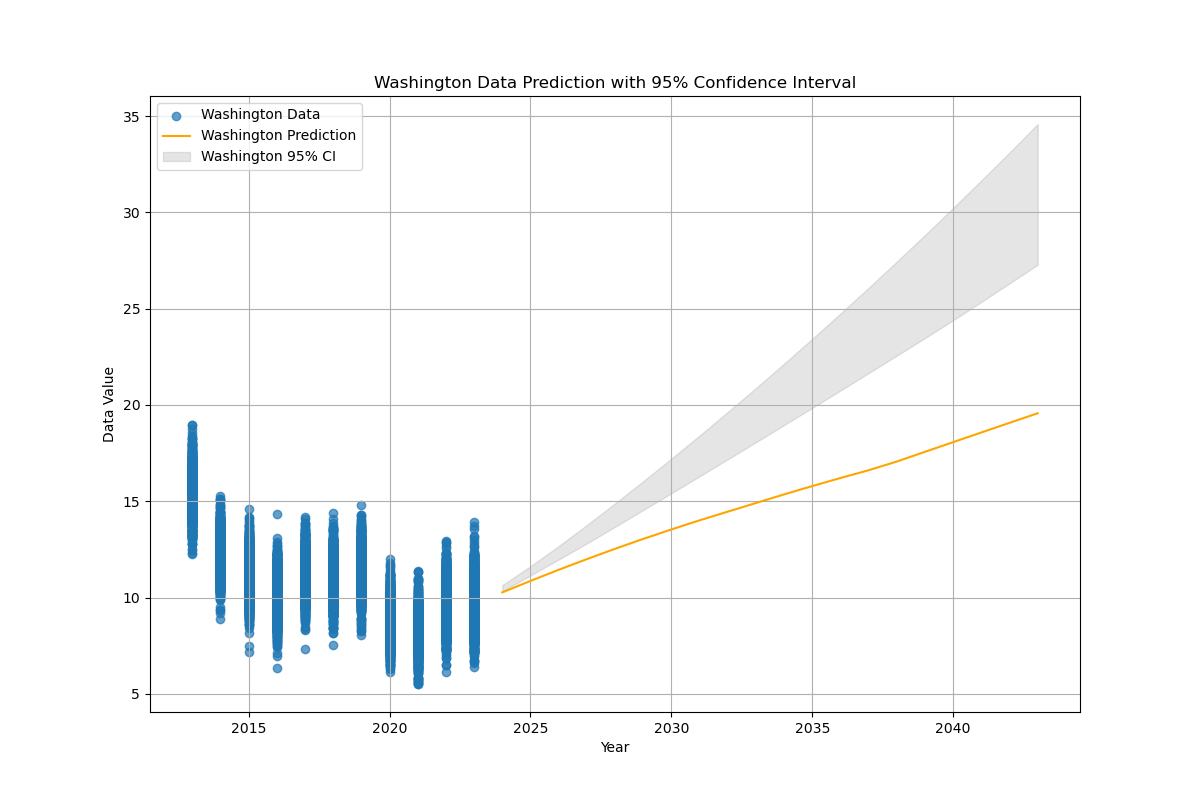 Washington Data Prediction with 95% Confidence Interval
Washington Data
Washington Prediction
Washington 95% CI
35
30
25
20
15
10
5
Data Value
2015 2020 2025 2030 2035 2040
Year